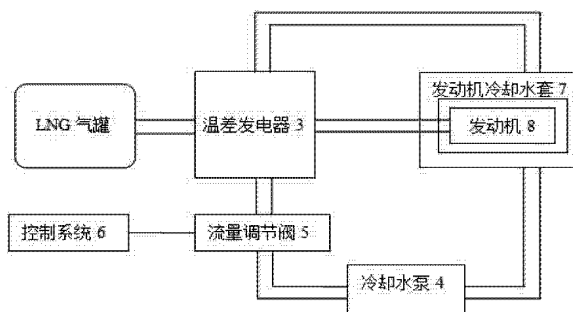 发动机冷却水套 7
LNG 气罐
温差发电器 3
发动机 8
控制系统 6
流量调节阀 5
冷却水泵 4